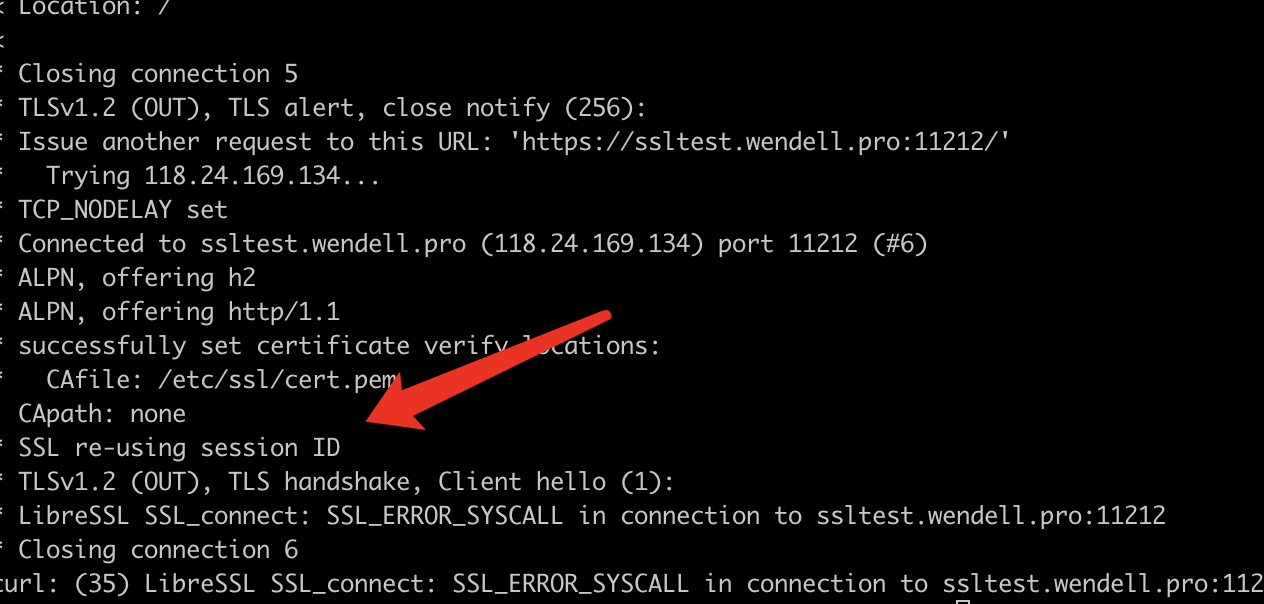 < Location: /
<
* Closing connection 5
* TLSv1.2 (OUT), TLS alert, close notify (256):
* Issue another request to this URL: 'https://ssltest.wendell.pro:11212/'
*   Trying 118.24.169.134...
* TCP_NODELAY set
* Connected to ssltest.wendell.pro (118.24.169.134) port 11212 (#6)
* ALPN, offering h2
* ALPN, offering http/1.1
* successfully set certificate verify locations:
*   CAfile: /etc/ssl/cert.pem
  CApath: none
* SSL re-using session ID
* TLSv1.2 (OUT), TLS handshake, Client hello (1):
* LibreSSL SSL_connect: SSL_ERROR_SYSCALL in connection to ssltest.wendell.pro:11212
* Closing connection 6
curl: (35) LibreSSL SSL_connect: SSL_ERROR_SYSCALL in connection to ssltest.wendell.pro:112